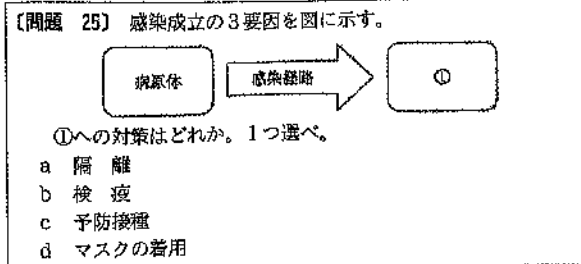 〔問題 25〕 感染成立の3要因を図に示す。
病原体 感染経路 ①
①への対策はどれか。1つ選べ。
a 隔離
b 検疫
c 予防接種
d マスクの着用